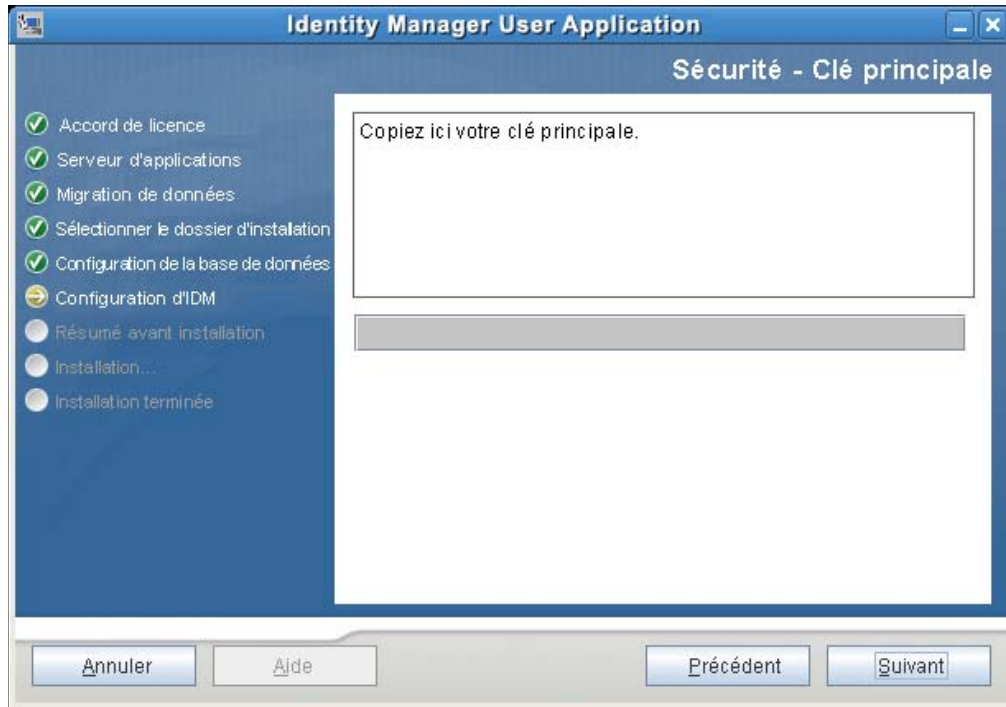 Identity Manager User Application
Sécurité - Clé principale
Accord de licence
Serveur d'applications
Migration de données
Sélectionner le dossier d'installation
Configuration de la base de données
Configuration d'IDM
Résumé avant installation
Installation...
Installation terminée
Copiez ici votre clé principale.
Annuler
Aide
Précédent
Suivant